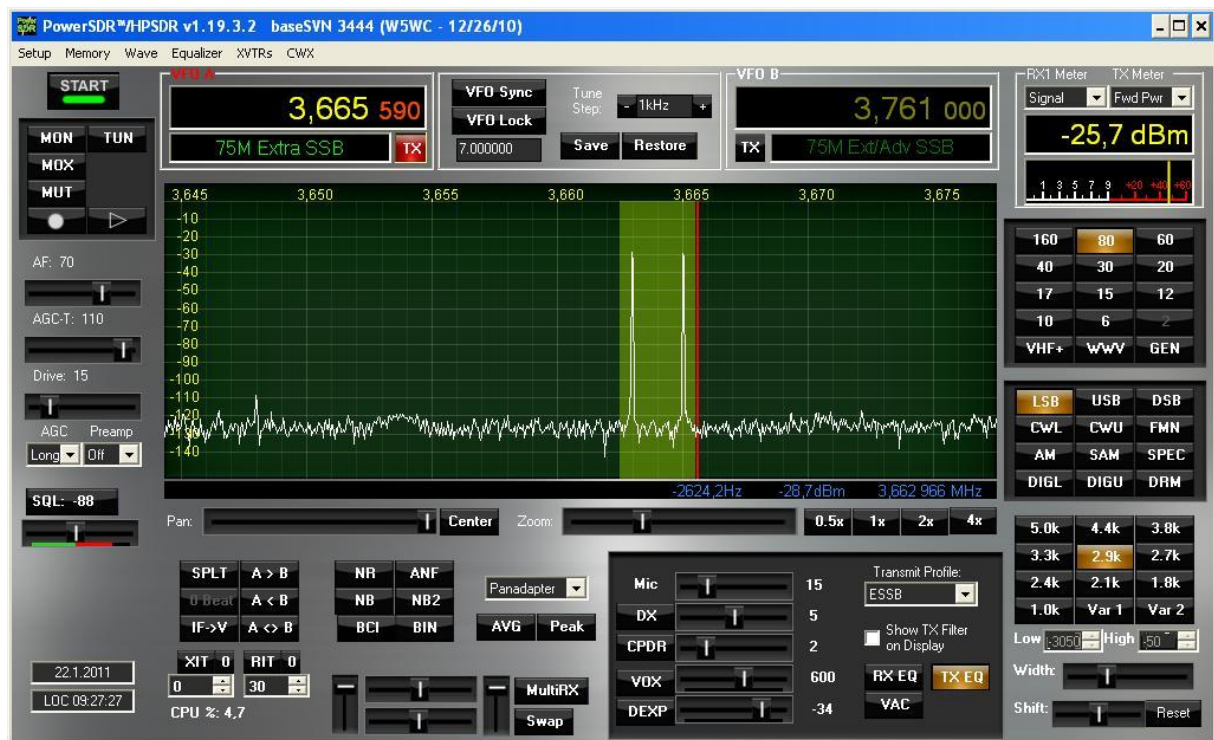 PowerSDR™/HPSDR v1.19.3.2 baseSVN 3444 (W5WC - 12/26/10)
Setup Memory Wave Equalizer XVTRs CWX
START
MON TUN
MOX
MUT
AF: 70
AGC-T: 110
Drive: 15
AGC Preamp
Long Off
SQL: -88
22.1.2011
LOC 09:27:27
VFO A
3,665 590
75M Extra SSB TX
VFO Sync
VFO Lock
7.000000
Tune
Step:
- 1kHz +
Save Restore
VFO B
3,761 000
TX 75M Ext/Adv SSB
RX1 Meter TX Meter
Signal Fwd Pwr
-25,7 dBm
1 3 5 7 9 +20 +40 +60
3,645 3,650 3,655 3,660 3,665 3,670 3,675
-10
-20
-30
-40
-50
-60
-70
-80
-90
-100
-110
-120
-130
-140
-2624,2Hz -28,7dBm 3,662 966 MHz
Pan: Center Zoom: 0.5x 1x 2x 4x
160 80 60
40 30 20
17 15 12
10 6 2
VHF+ WWV GEN
LSB USB DSB
CWL CWU FMN
AM SAM SPEC
DIGL DIGU DRM
5.0k 4.4k 3.8k
3.3k 2.9k 2.7k
2.4k 2.1k 1.8k
1.0k Var 1 Var 2
Low -3050 High -50
Width:
Shift: Reset
SPLT A > B
0 Beat A < B
IF->V A <> B
XIT 0 RIT 0
0 30
CPU %: 4,7
NR ANF
NB NB2
BCI BIN
Panadapter
AVG Peak
MultiRX
Swap
Mic 15
DX 5
CPDR 2
VOX 600
DEXP -34
Transmit Profile:
ESSB
Show TX Filter
on Display
RX EQ TX EQ
VAC